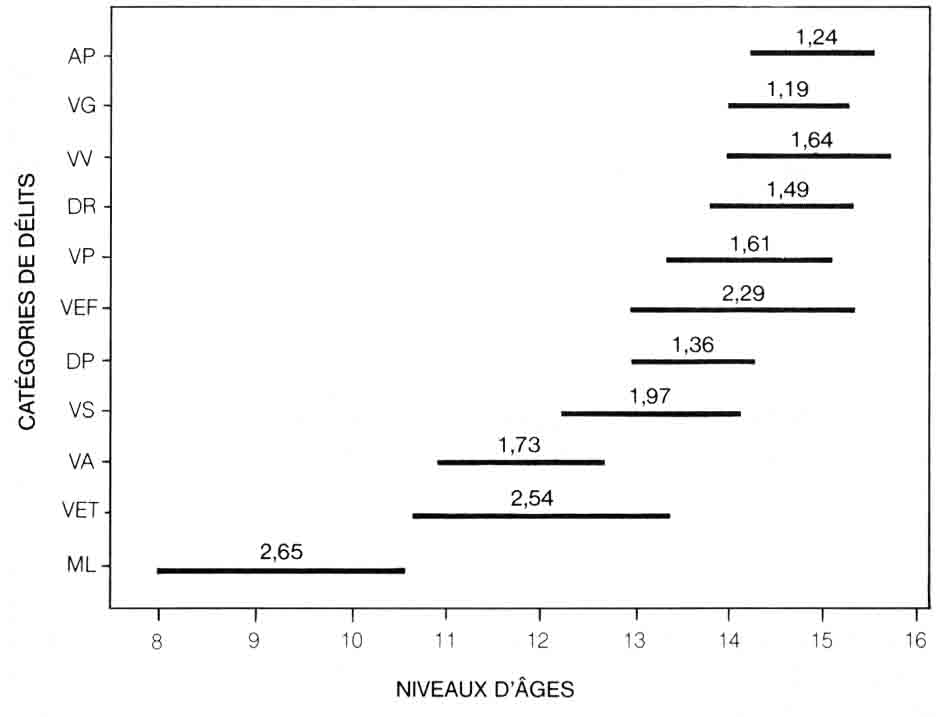 CATÉGORIES DE DÉLITS
AP 1,24
VG 1,19
VV 1,64
DR 1,49
VP 1,61
VEF 2,29
DP 1,36
VS 1,97
VA 1,73
VET 2,54
ML 2,65
8 9 10 11 12 13 14 15 16
NIVEAUX D'ÂGES